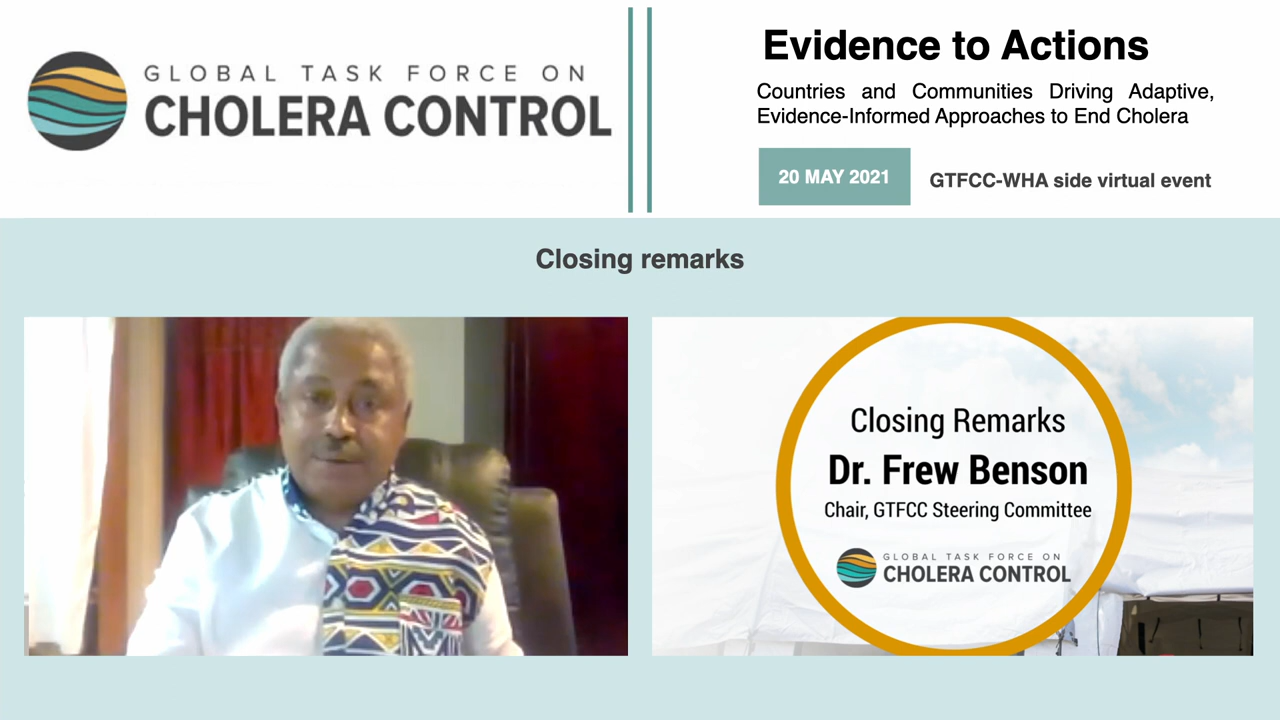 GLOBAL TASK FORCE ON
CHOLERA CONTROL
Evidence to Actions
Countries and Communities Driving Adaptive,
Evidence-Informed Approaches to End Cholera
20 MAY 2021
GTFCC-WHA side virtual event
Closing remarks
Closing Remarks
Dr. Frew Benson
Chair, GTFCC Steering Committee
GLOBAL TASK FORCE ON
CHOLERA CONTROL